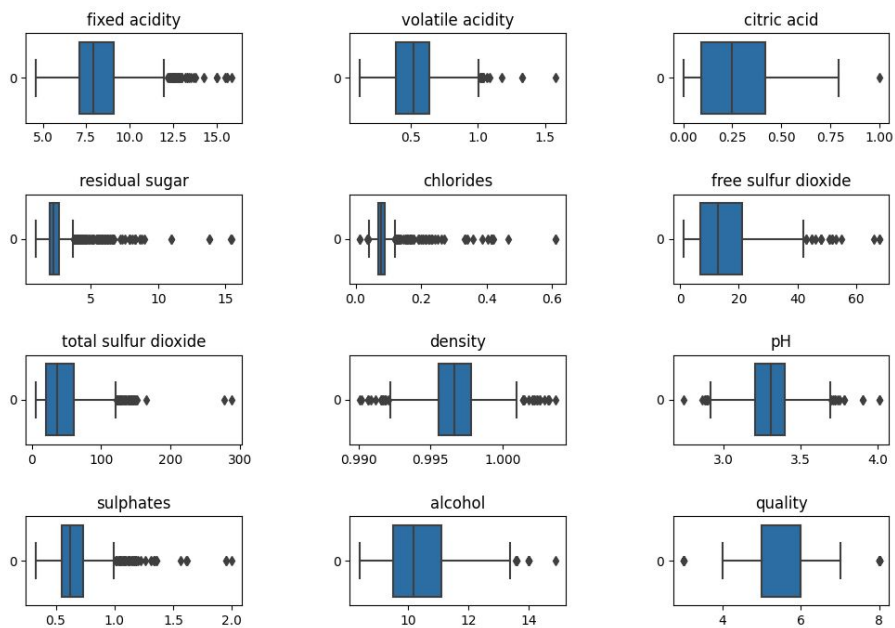 fixed acidity
volatile acidity
citric acid
0
0
0
5.0 7.5 10.0 12.5 15.0
0.5 1.0 1.5
0.00 0.25 0.50 0.75 1.00
residual sugar
chlorides
free sulfur dioxide
0
0
0
5 10 15
0.0 0.2 0.4 0.6
0 20 40 60
total sulfur dioxide
density
pH
0
0
0
0 100 200 300
0.990 0.995 1.000
3.0 3.5 4.0
sulphates
alcohol
quality
0
0
0
0.5 1.0 1.5 2.0
10 12 14
4 6 8